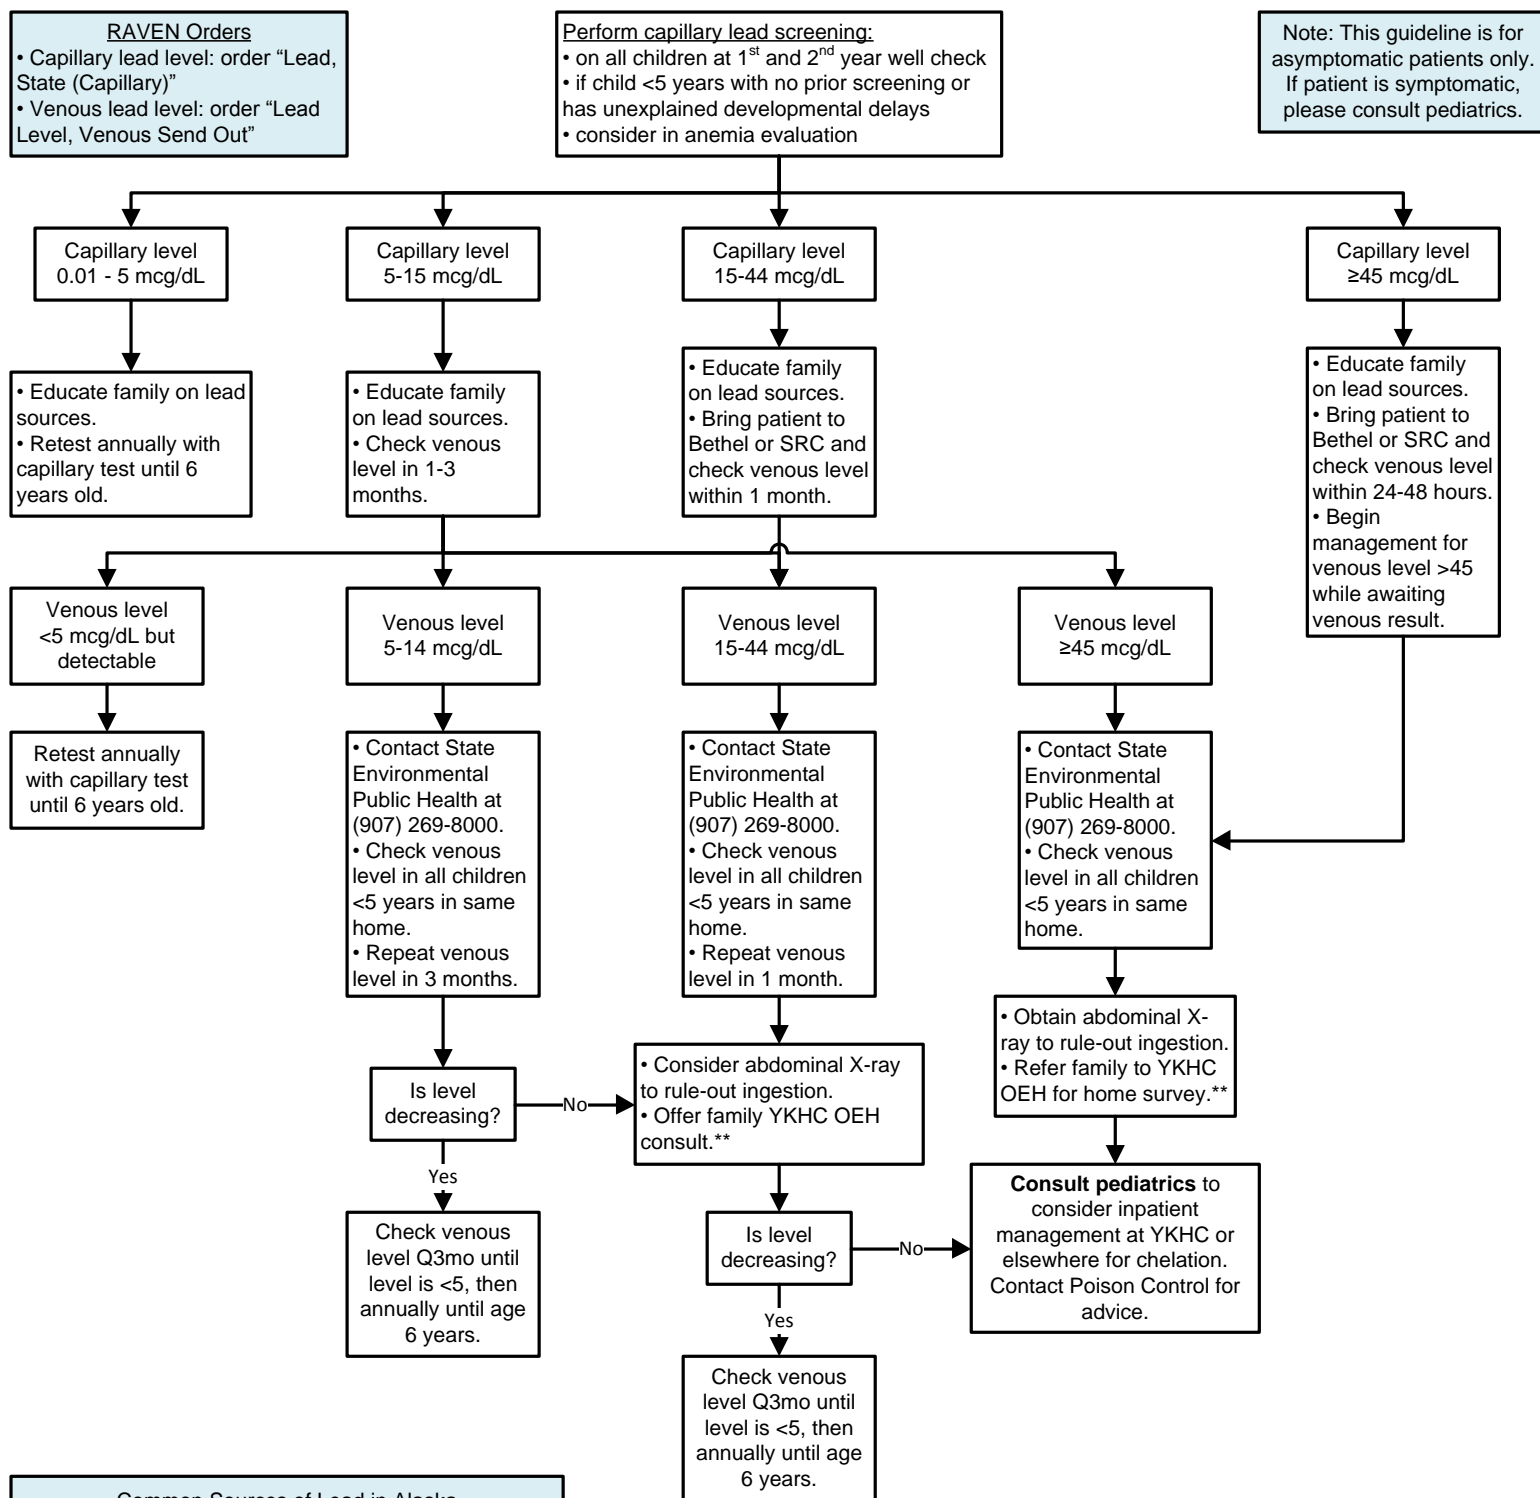 RAVEN Orders
• Capillary lead level: order “Lead,
State (Capillary)”
• Venous lead level: order “Lead
Level, Venous Send Out”
Perform capillary lead screening:
• on all children at 1st and 2nd year well check
• if child <5 years with no prior screening or
has unexplained developmental delays
• consider in anemia evaluation
Note: This guideline is for
asymptomatic patients only.
If patient is symptomatic,
please consult pediatrics.
Capillary level
0.01 - 5 mcg/dL
Capillary level
5-15 mcg/dL
Capillary level
15-44 mcg/dL
Capillary level
≥45 mcg/dL
• Educate family on lead
sources.
• Retest annually with
capillary test until 6
years old.
• Educate family
on lead sources.
• Check venous
level in 1-3
months.
• Educate family
on lead sources.
• Bring patient to
Bethel or SRC and
check venous level
within 1 month.
• Educate family
on lead sources.
• Bring patient to
Bethel or SRC and
check venous level
within 24-48 hours.
• Begin
management for
venous level >45
while awaiting
venous result.
Venous level
<5 mcg/dL but
detectable
Venous level
5-14 mcg/dL
Venous level
15-44 mcg/dL
Venous level
≥45 mcg/dL
Retest annually
with capillary test
until 6 years old.
• Contact State
Environmental
Public Health at
(907) 269-8000.
• Check venous
level in all children
<5 years in same
home.
• Repeat venous
level in 3 months.
• Contact State
Environmental
Public Health at
(907) 269-8000.
• Check venous
level in all children
<5 years in same
home.
• Repeat venous
level in 1 month.
• Contact State
Environmental
Public Health at
(907) 269-8000.
• Check venous
level in all children
<5 years in same
home.
Is level
decreasing?
No
• Consider abdominal X-ray
to rule-out ingestion.
• Offer family YKHC OEH
consult.**
• Obtain abdominal X-
ray to rule-out ingestion.
• Refer family to YKHC
OEH for home survey.**
Yes
Check venous
level Q3mo until
level is <5, then
annually until age
6 years.
Is level
decreasing?
No
Consult pediatrics to
consider inpatient
management at YKHC or
elsewhere for chelation.
Contact Poison Control for
advice.
Yes
Check venous
level Q3mo until
level is <5, then
annually until age
6 years.
Common Sources of Lead in Alaska